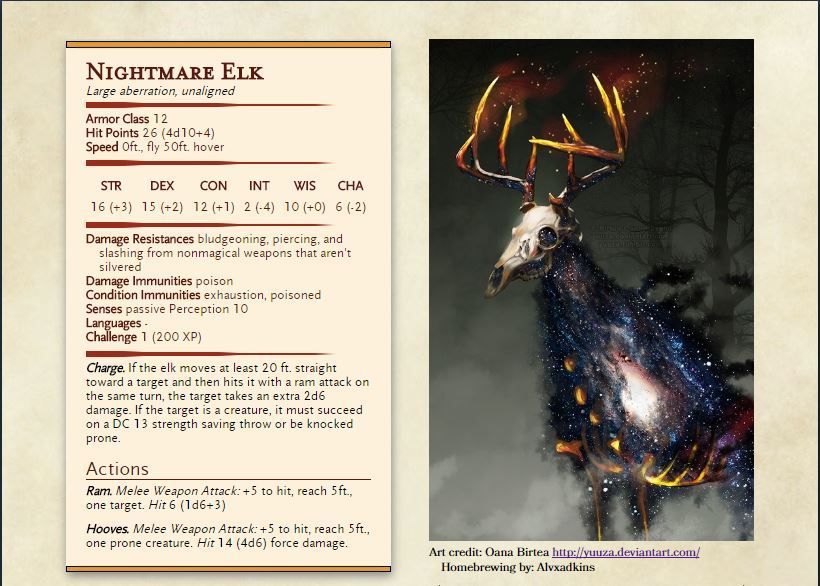 Nightmare Elk
Large aberration, unaligned
Armor Class 12
Hit Points 26 (4d10+4)
Speed 0ft., fly 50ft. hover
STR DEX CON INT WIS CHA
16 (+3) 15 (+2) 12 (+1) 2 (-4) 10 (+0) 6 (-2)
Damage Resistances bludgeoning, piercing, and
slashing from nonmagical weapons that aren't
silvered
Damage Immunities poison
Condition Immunities exhaustion, poisoned
Senses passive Perception 10
Languages -
Challenge 1 (200 XP)
Charge. If the elk moves at least 20 ft. straight
toward a target and then hits it with a ram attack on
the same turn, the target takes an extra 2d6
damage. If the target is a creature, it must succeed
on a DC 13 strength saving throw or be knocked
prone.
Actions
Ram. Melee Weapon Attack: +5 to hit, reach 5ft.,
one target. Hit 6 (1d6+3)
Hooves. Melee Weapon Attack: +5 to hit, reach 5ft.,
one prone creature. Hit 14 (4d6) force damage.
Art credit: Oana Birtea http://yuuza.deviantart.com/
Homebrewing by: Alvxadkins